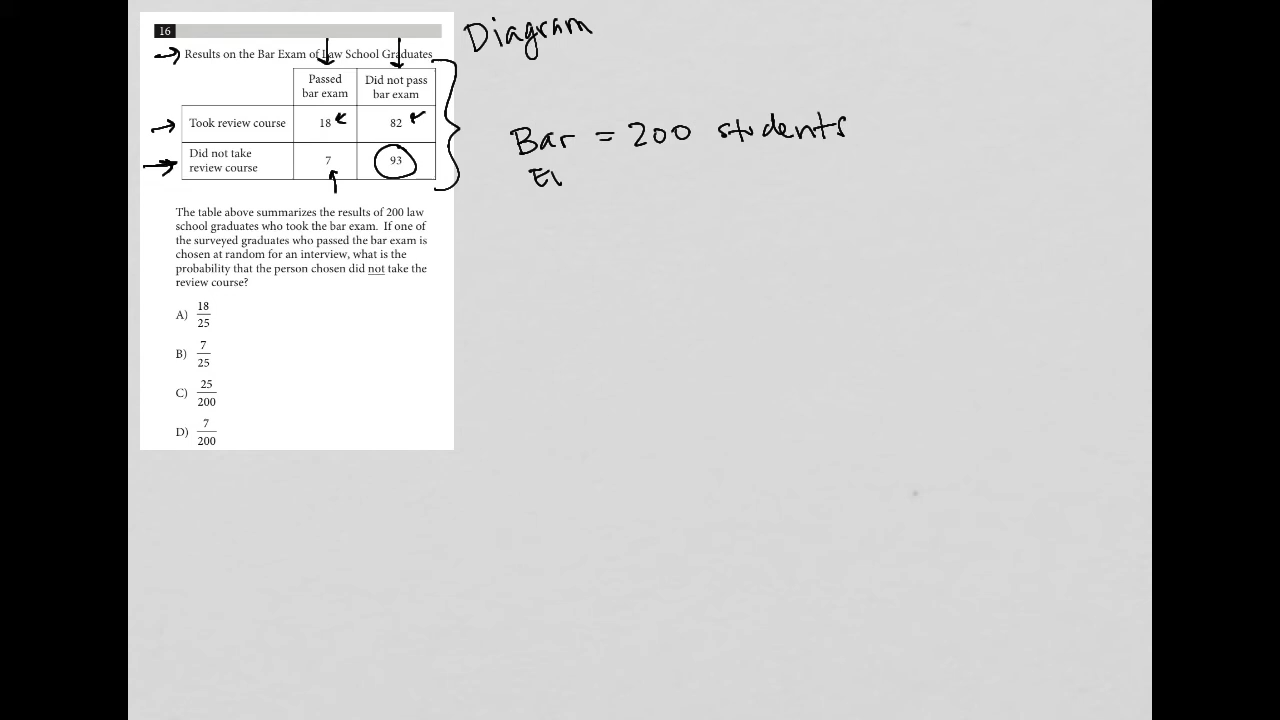 16
Results on the Bar Exam of Law School Graduates
Passed bar exam
Did not pass bar exam
Took review course 18 82
Did not take review course 7 93
The table above summarizes the results of 200 law
school graduates who took the bar exam. If one of
the surveyed graduates who passed the bar exam is
chosen at random for an interview, what is the
probability that the person chosen did not take the
review course?
A) 18/25
B) 7/25
C) 25/200
D) 7/200
Diagram
Bar = 200 students